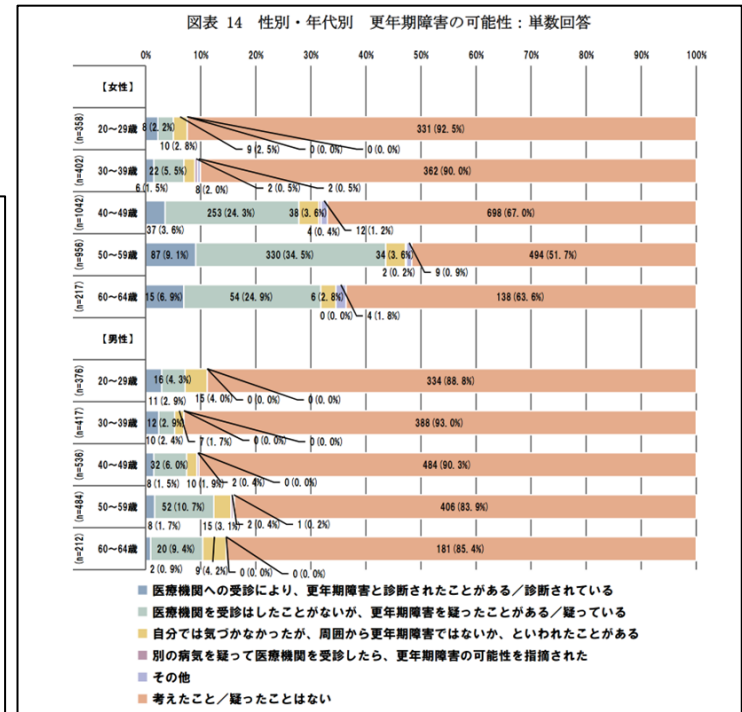 図表 14　性別・年代別　更年期障害の可能性：単数回答
0% 10% 20% 30% 40% 50% 60% 70% 80% 90% 100%
【女性】
(n=358) 20～29歳 8(2.2%) 331(92.5%)
10(2.8%) 9(2.5%) 0(0.0%) 0(0.0%)
(n=402) 30～39歳 22(5.5%) 362(90.0%)
6(1.5%) 8(2.0%) 2(0.5%) 2(0.5%)
(n=1042) 40～49歳 253(24.3%) 38(3.6%) 698(67.0%)
37(3.6%) 4(0.4%) 12(1.2%)
(n=956) 50～59歳 87(9.1%) 330(34.5%) 34(3.6%) 494(51.7%)
2(0.2%) 9(0.9%)
(n=217) 60～64歳 15(6.9%) 54(24.9%) 6(2.8%) 138(63.6%)
0(0.0%) 4(1.8%)
【男性】
(n=376) 20～29歳 16(4.3%) 334(88.8%)
11(2.9%) 15(4.0%) 0(0.0%) 0(0.0%)
(n=417) 30～39歳 12(2.9%) 388(93.0%)
10(2.4%) 7(1.7%) 0(0.0%) 0(0.0%)
(n=536) 40～49歳 32(6.0%) 484(90.3%)
8(1.5%) 10(1.9%) 2(0.4%) 0(0.0%)
(n=484) 50～59歳 52(10.7%) 406(83.9%)
8(1.7%) 15(3.1%) 2(0.4%) 1(0.2%)
(n=212) 60～64歳 20(9.4%) 181(85.4%)
2(0.9%) 9(4.2%) 0(0.0%) 0(0.0%)
医療機関への受診により、更年期障害と診断されたことがある／診断されている
医療機関を受診はしたことがないが、更年期障害を疑ったことがある／疑っている
自分では気づかなかったが、周囲から更年期障害ではないか、といわれたことがある
別の病気を疑って医療機関を受診したら、更年期障害の可能性を指摘された
その他
考えたこと／疑ったことはない